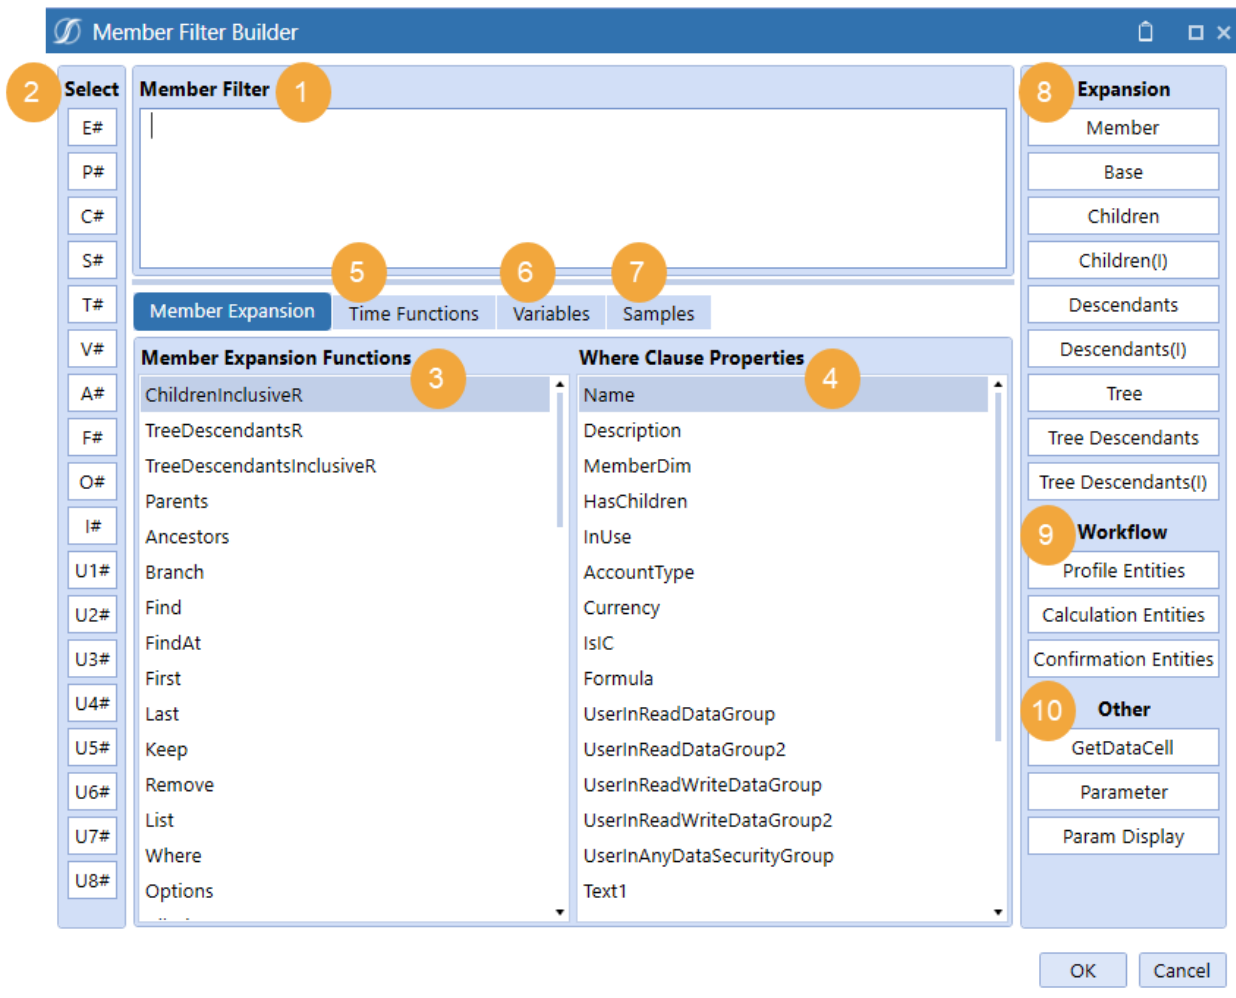 Member Filter Builder
2
Select
E#
P#
C#
S#
T#
V#
A#
F#
O#
I#
U1#
U2#
U3#
U4#
U5#
U6#
U7#
U8#
Member Filter
1
5
6
7
Member Expansion
Time Functions
Variables
Samples
Member Expansion Functions
3
ChildrenInclusiveR
TreeDescendantsR
TreeDescendantsInclusiveR
Parents
Ancestors
Branch
Find
FindAt
First
Last
Keep
Remove
List
Where
Options
Where Clause Properties
4
Name
Description
MemberDim
HasChildren
InUse
AccountType
Currency
IsIC
Formula
UserInReadDataGroup
UserInReadDataGroup2
UserInReadWriteDataGroup
UserInReadWriteDataGroup2
UserInAnyDataSecurityGroup
Text1
8
Expansion
Member
Base
Children
Children(I)
Descendants
Descendants(I)
Tree
Tree Descendants
Tree Descendants(I)
9
Workflow
Profile Entities
Calculation Entities
Confirmation Entities
10
Other
GetDataCell
Parameter
Param Display
OK
Cancel